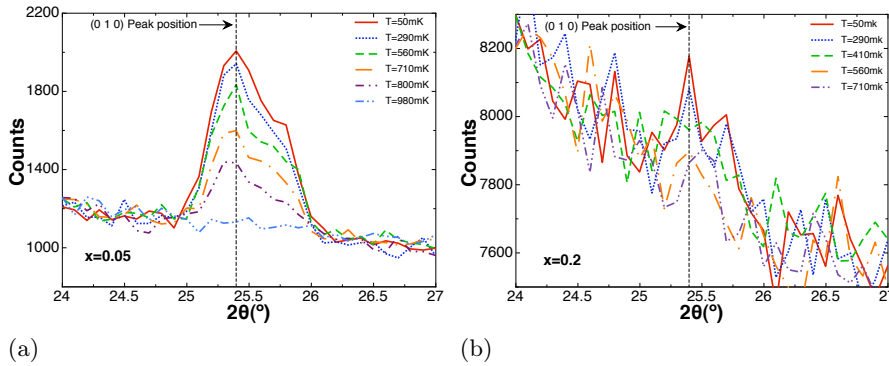 (0 1 0) Peak position
T=50mK
T=290mK
T=560mK
T=710mK
T=800mK
T=980mK
2200
1800
1400
1000
Counts
x=0.05
24 24.5 25 25.5 26 26.5 27
2θ(º)
(a)
(0 1 0) Peak position
T=50mk
T=290mk
T=410mk
T=560mk
T=710mk
8200
8000
7800
7600
Counts
x=0.2
24 24.5 25 25.5 26 26.5 27
2θ(º)
(b)